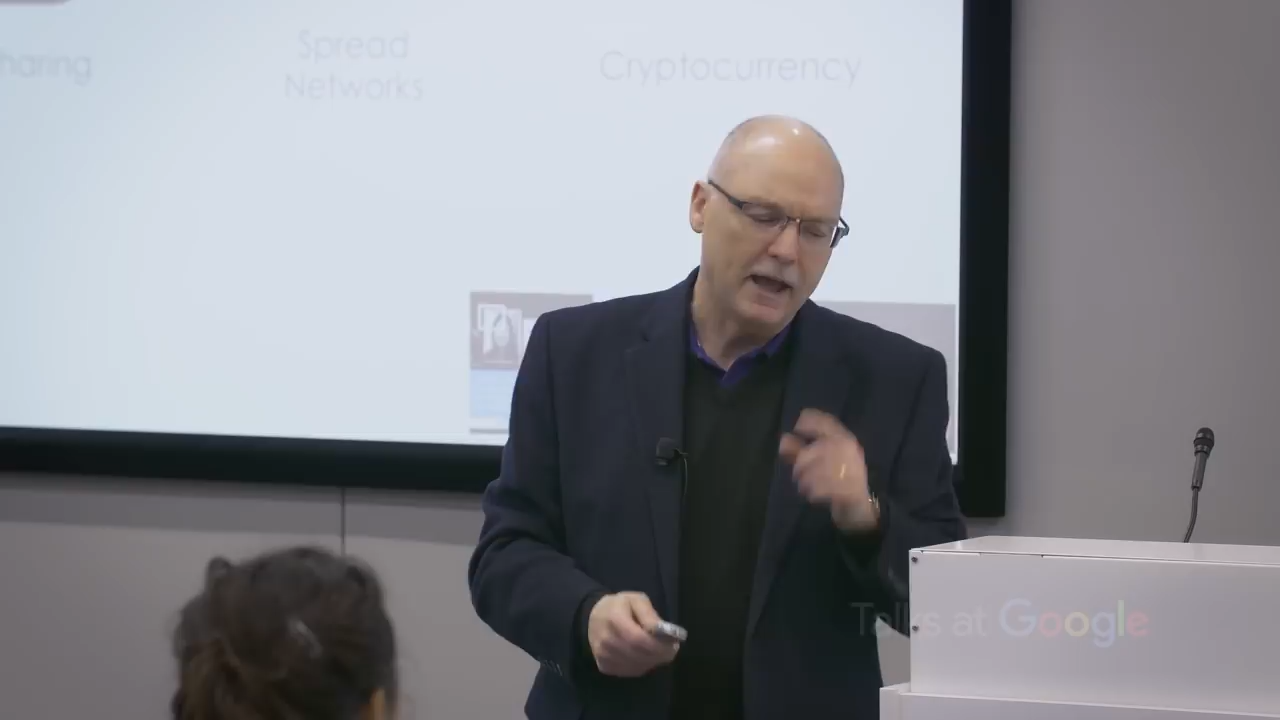 haring
Spread
Networks
Cryptocurrency
Talks at Google